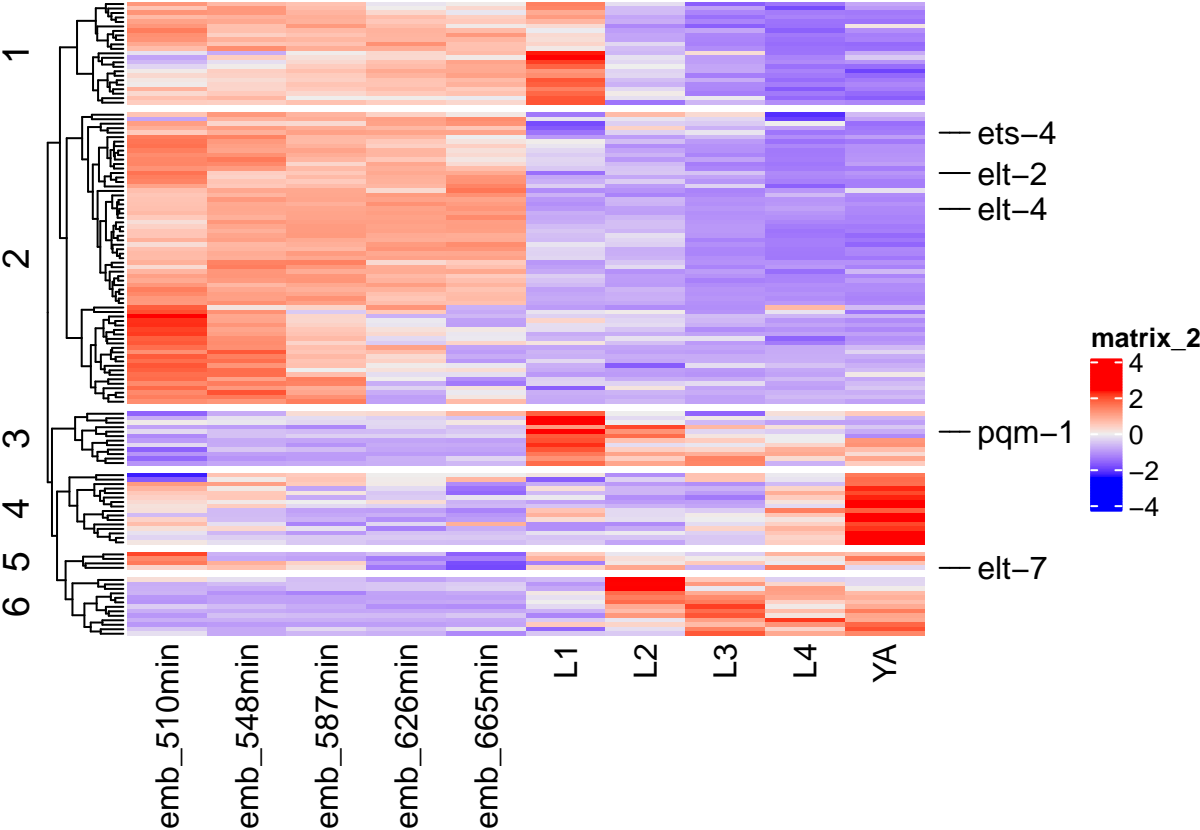 1
2
3
4
5
6
ets−4
elt−2
elt−4
pqm−1
elt−7
matrix_2
4
2
0
−2
−4
emb_510min
emb_548min
emb_587min
emb_626min
emb_665min
L1
L2
L3
L4
YA